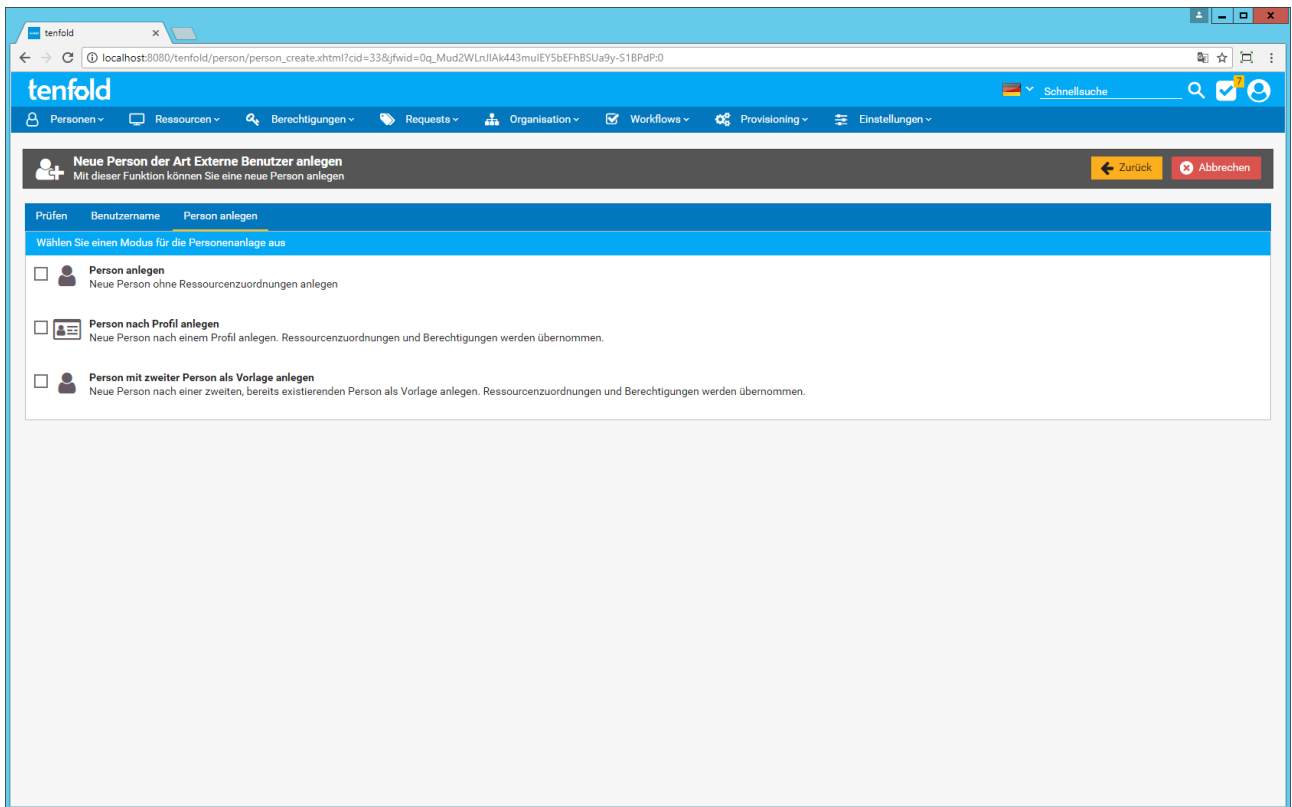 tenfold
localhost:8080/tenfold/person/person_create.xhtml?cid=33&jfwid=0q_Mud2WLnJlAk443mulEY5bEFhBSUa9y-S1BPdP:0
tenfold
Schnellsuche
7
Personen
Ressourcen
Berechtigungen
Requests
Organisation
Workflows
Provisioning
Einstellungen
Neue Person der Art Externe Benutzer anlegen
Mit dieser Funktion können Sie eine neue Person anlegen
Zurück
Abbrechen
Prüfen
Benutzername
Person anlegen
Wählen Sie einen Modus für die Personenanlage aus
Person anlegen
Neue Person ohne Ressourcenzuordnungen anlegen
Person nach Profil anlegen
Neue Person nach einem Profil anlegen. Ressourcenzuordnungen und Berechtigungen werden übernommen.
Person mit zweiter Person als Vorlage anlegen
Neue Person nach einer zweiten, bereits existierenden Person als Vorlage anlegen. Ressourcenzuordnungen und Berechtigungen werden übernommen.